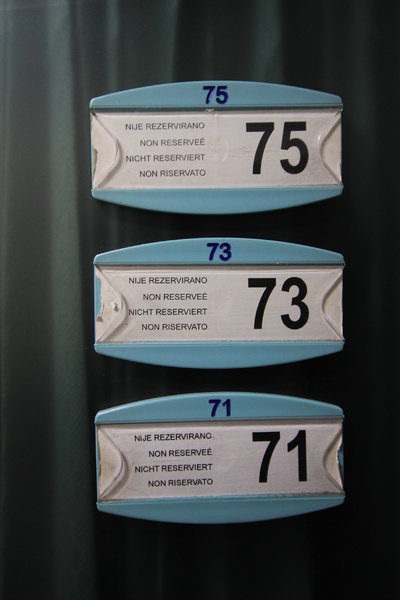 75
NIJE REZERVIRANO
NON RESERVEÉ
NICHT RESERVIERT
NON RISERVATO
75
73
NIJE REZERVIRANO
NON RESERVEÉ
NICHT RESERVIERT
NON RISERVATO
73
71
NIJE REZERVIRANO
NON RESERVEÉ
NICHT RESERVIERT
NON RISERVATO
71